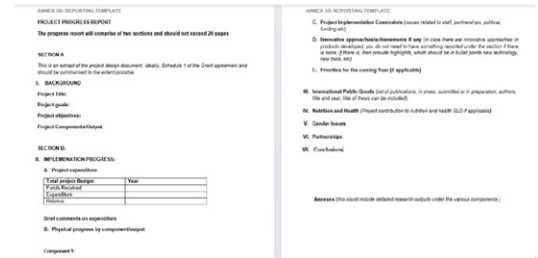 ANNEX 2D: REPORTING TEMPLATE
PROJECT PROGRESS REPORT
The progress report will comprise of two sections and should not exceed 20 pages
SECTION A
This is an extract of the project design document. Ideally, Schedule 1 of the Grant agreement and
should be summarised to the extent possible.
I. BACKGROUND
Project Title:
Project goals:
Project objectives:
Project Components/Output
SECTION B:
II. IMPLEMENTATION PROGRESS:
A. Project expenditure
Total project Budget Year
Funds Received
Expenditure
Balance
Brief comments on expenditure
B. Physical progress by component/output
Component 1:
ANNEX 2D: REPORTING TEMPLATE
C. Project Implementation Constraints (issues related to staff, partnerships, political,
funding etc)
D. Innovative approaches/achievements if any (in case there are innovative approaches or
products developed, you do not need to have something reported under the section if there
is none. If there is, then provide highlights, which should be in bullet points new technology,
new tools, etc)
E. Priorities for the coming Year (if applicable)
III. International Public Goods (list of publications, in press, submitted or in preparation, authors,
title and year, title of thesis can be included)
IV. Nutrition and Health (Project contribution to nutrition and health SLO if applicable)
V. Gender Issues
VI. Partnerships
VII. Conclusions
Annexes (this could include detailed research outputs under the various components.)